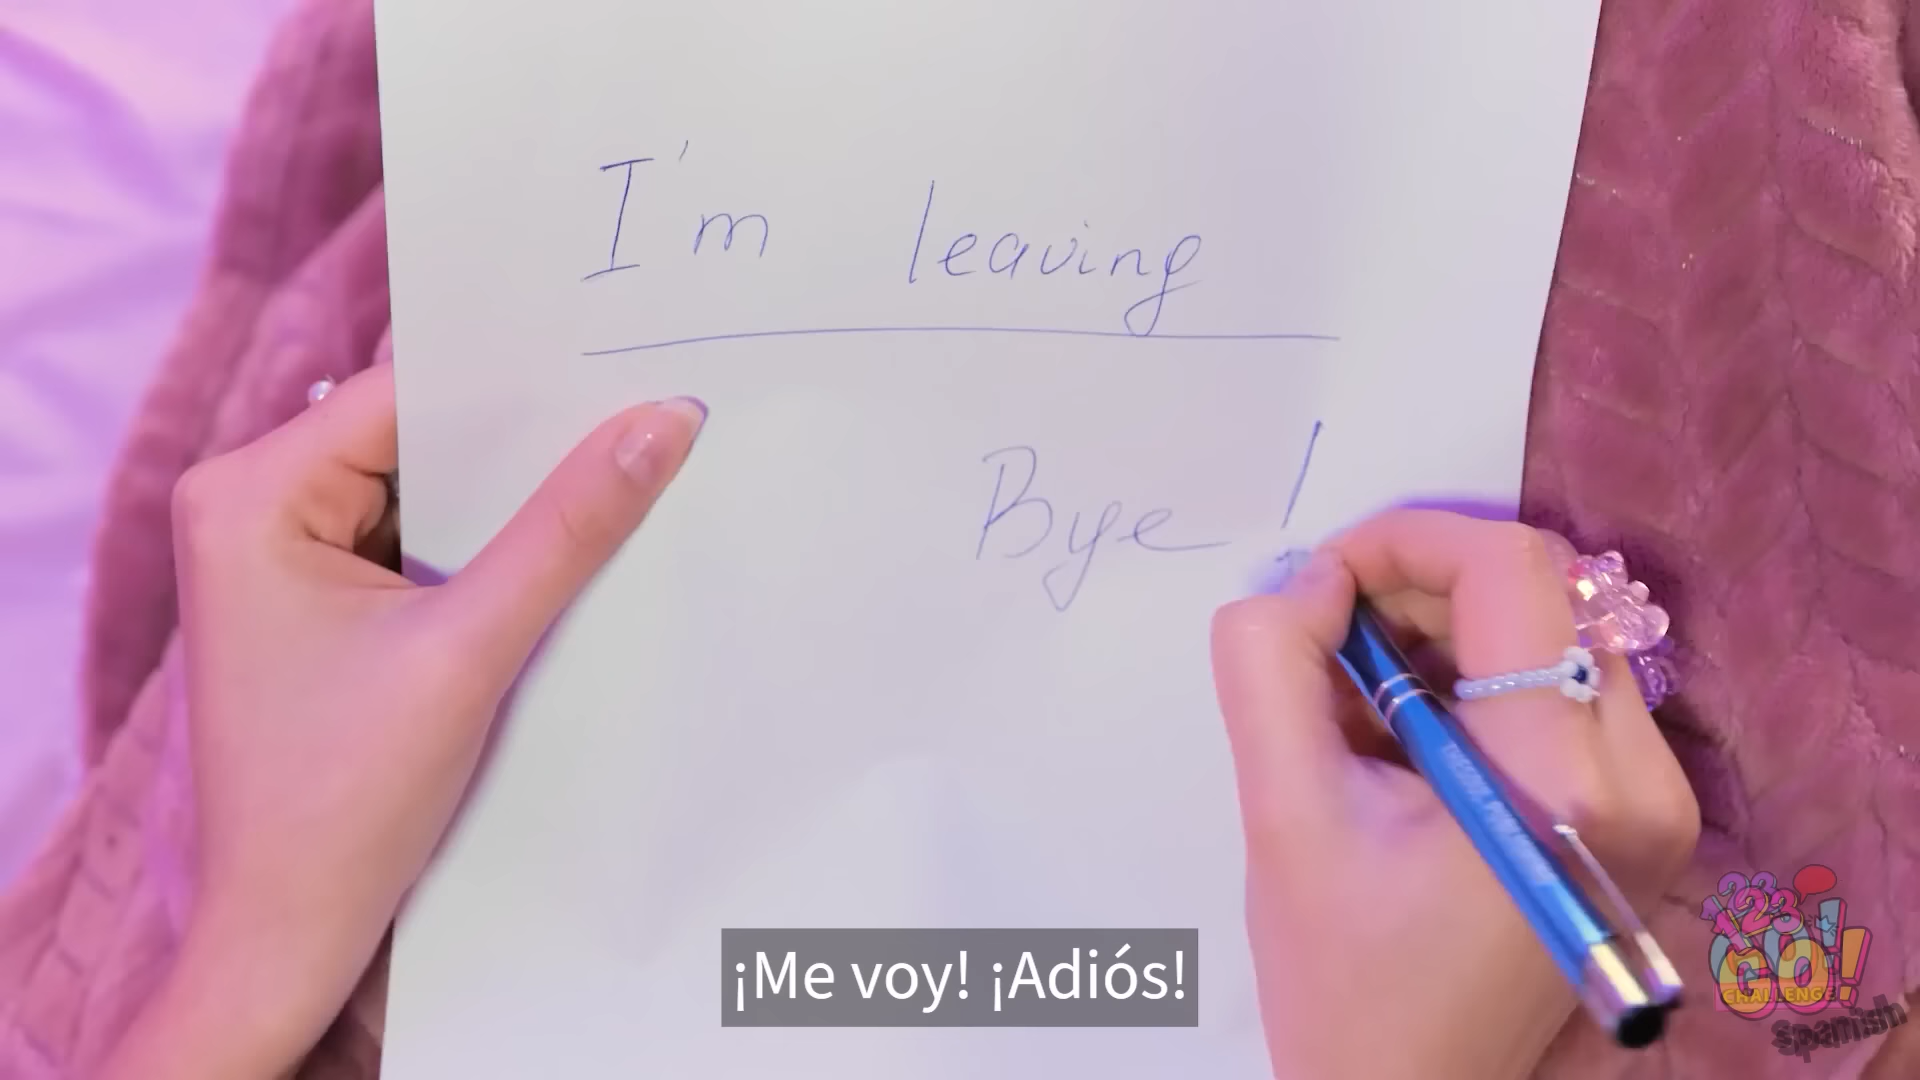 I'm leaving
Bye!
¡Me voy! ¡Adiós!
123 GO!
CHALLENGE
Spanish